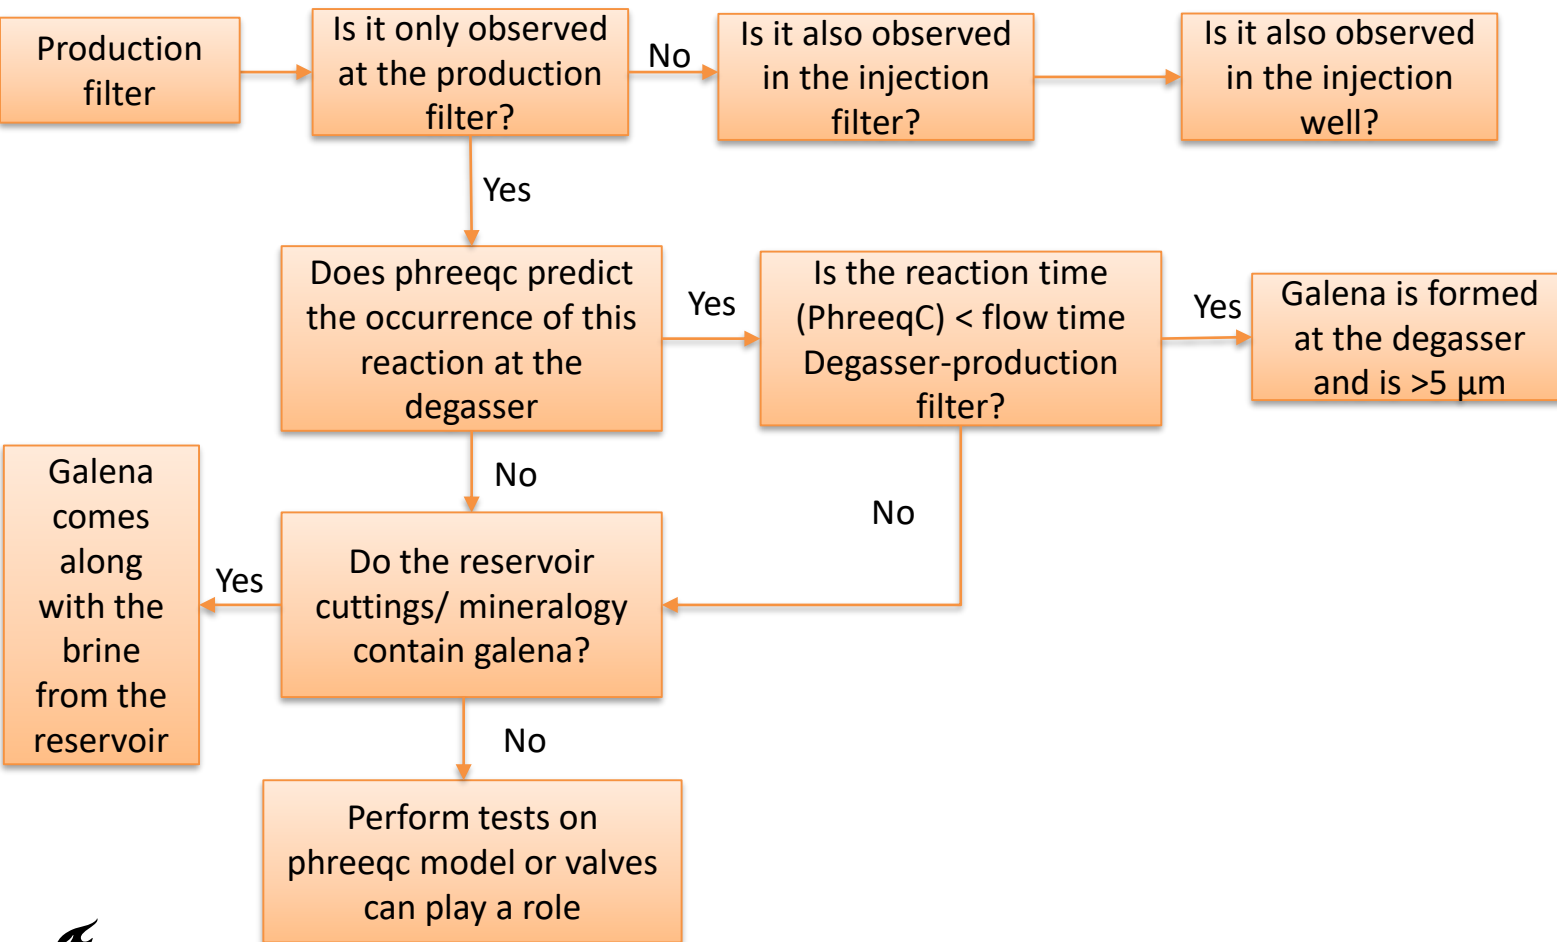 Production
filter
Is it only observed
at the production
filter?
No
Is it also observed
in the injection
filter?
Is it also observed
in the injection
well?
Yes
Does phreeqc predict
the occurrence of this
reaction at the
degasser
Yes
Is the reaction time
(PhreeqC) < flow time
Degasser-production
filter?
Yes
Galena is formed
at the degasser
and is >5 µm
No
No
Galena
comes
along
with the
brine
from the
reservoir
Yes
Do the reservoir
cuttings/ mineralogy
contain galena?
No
Perform tests on
phreeqc model or valves
can play a role